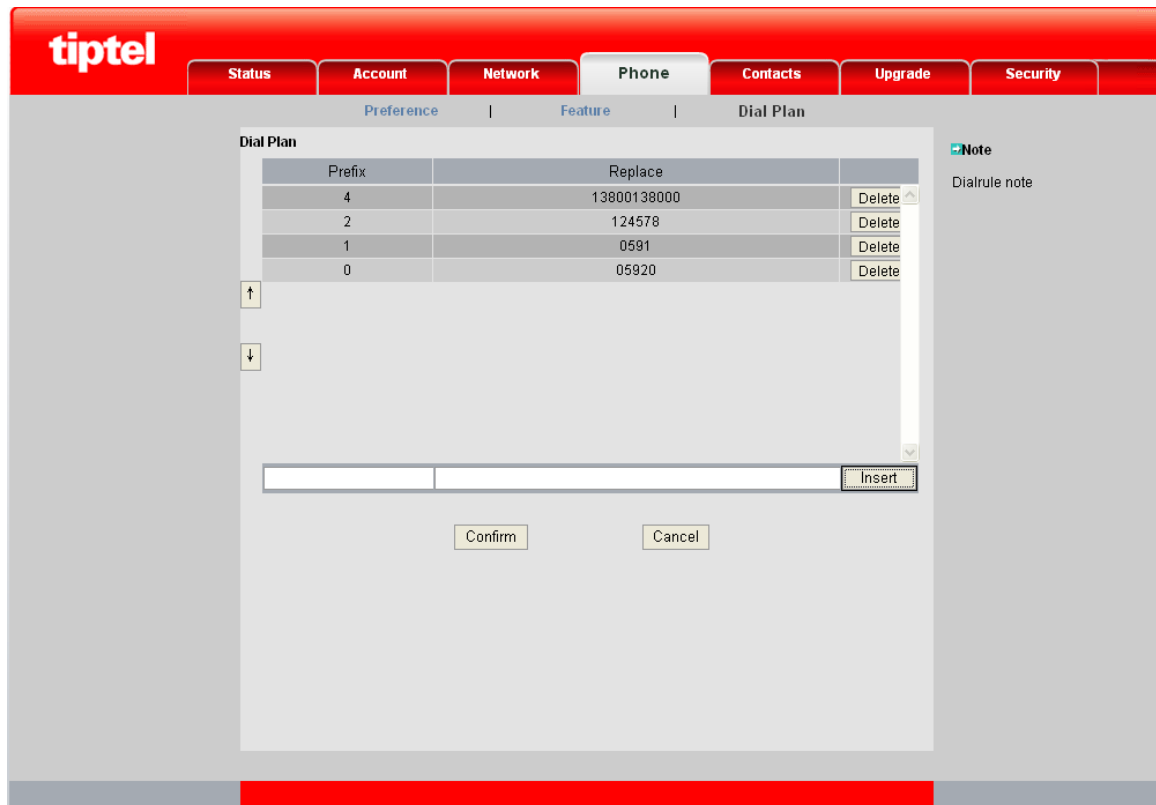 tiptel
Status Account Network Phone Contacts Upgrade Security
Preference | Feature | Dial Plan
Dial Plan
Prefix Replace
4 13800138000 Delete
2 124578 Delete
1 0591 Delete
0 05920 Delete
↑
↓
Insert
Confirm Cancel
Note
Dialrule note